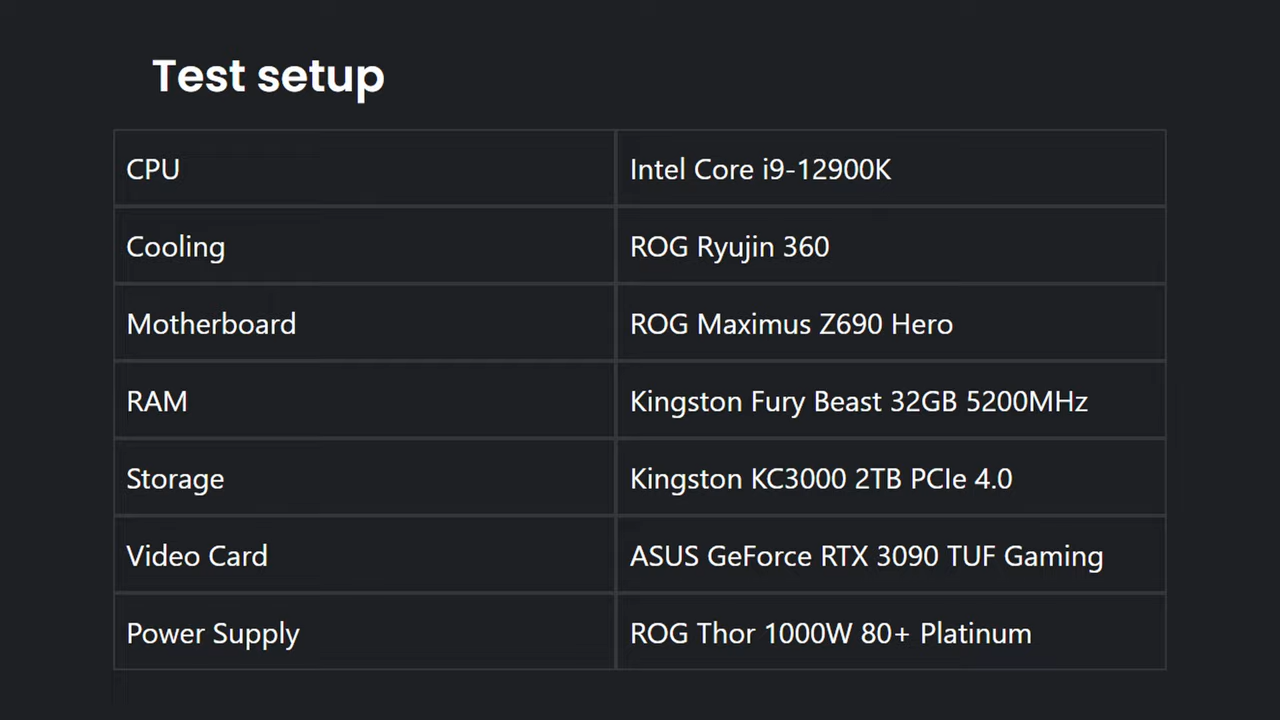 Test setup
CPU Intel Core i9-12900K
Cooling ROG Ryujin 360
Motherboard ROG Maximus Z690 Hero
RAM Kingston Fury Beast 32GB 5200MHz
Storage Kingston KC3000 2TB PCIe 4.0
Video Card ASUS GeForce RTX 3090 TUF Gaming
Power Supply ROG Thor 1000W 80+ Platinum